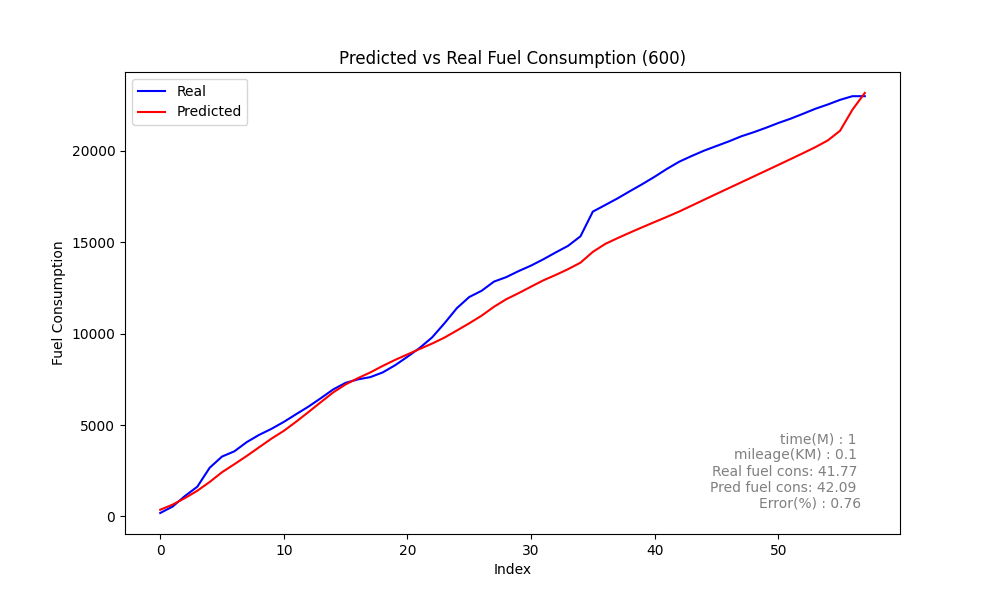 Predicted vs Real Fuel Consumption (600)
Real
Predicted
Fuel Consumption
20000
15000
10000
5000
0
time(M) : 1
mileage(KM) : 0.1
Real fuel cons: 41.77
Pred fuel cons: 42.09
Error(%) : 0.76
0 10 20 30 40 50
Index